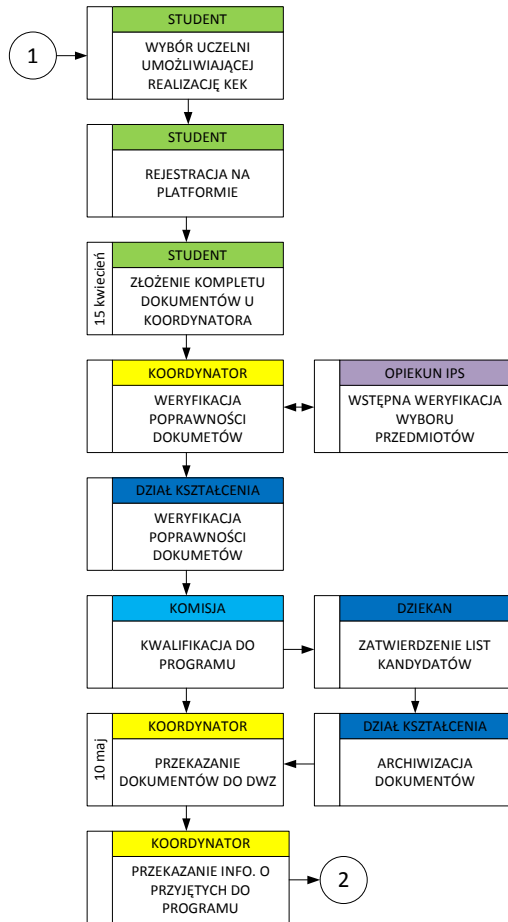 1
STUDENT
WYBÓR UCZELNI
UMOŻLIWIAJĄCEJ
REALIZACJĘ KEK
STUDENT
REJESTRACJA NA
PLATFORMIE
15 kwiecień
STUDENT
ZŁOŻENIE KOMPLETU
DOKUMENTÓW U
KOORDYNATORA
KOORDYNATOR
WERYFIKACJA
POPRAWNOŚCI
DOKUMETÓW
OPIEKUN IPS
WSTĘPNA WERYFIKACJA
WYBORU
PRZEDMIOTÓW
DZIAŁ KSZTAŁCENIA
WERYFIKACJA
POPRAWNOŚCI
DOKUMETÓW
KOMISJA
KWALIFIKACJA DO
PROGRAMU
DZIEKAN
ZATWIERDZENIE LIST
KANDYDATÓW
10 maj
KOORDYNATOR
PRZEKAZANIE
DOKUMENTÓW DO DWZ
DZIAŁ KSZTAŁCENIA
ARCHIWIZACJA
DOKUMENTÓW
KOORDYNATOR
PRZEKAZANIE INFO. O
PRZYJĘTYCH DO
PROGRAMU
2